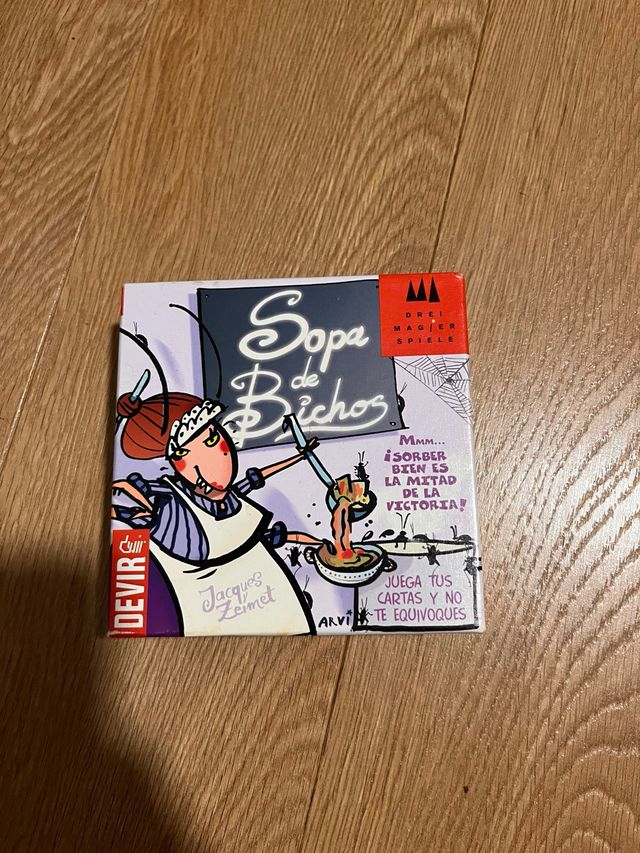 Sopa
de
Bichos
DREI
MAGIER
SPIELE
Mmm...
¡SORBER
BIEN ES
LA MITAD
DE LA
VICTORIA!
JUEGA TUS
CARTAS Y NO
TE EQUIVOQUES
Jacques
Zeimet
ARVi
DEVIR